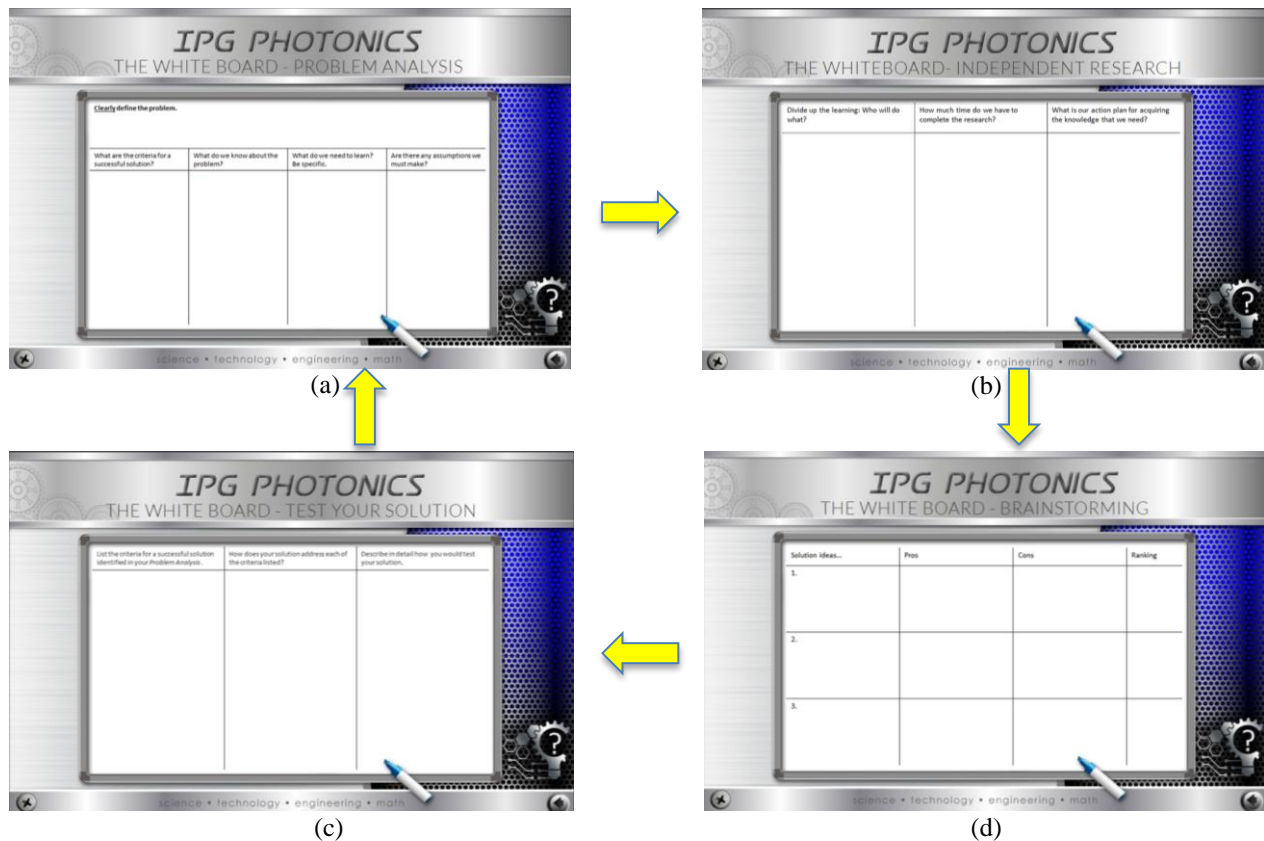 IPG PHOTONICS
THE WHITE BOARD - PROBLEM ANALYSIS
Clearly define the problem.
What are the criteria for a
successful solution?
What do we know about the
problem?
What do we need to learn?
Be specific.
Are there any assumptions we
must make?
?
science • technology • engineering • math
(a)
IPG PHOTONICS
THE WHITEBOARD- INDEPENDENT RESEARCH
Divide up the learning: Who will do
what?
How much time do we have to
complete the research?
What is our action plan for acquiring
the knowledge that we need?
?
science • technology • engineering • math
(b)
IPG PHOTONICS
THE WHITE BOARD - TEST YOUR SOLUTION
List the criteria for a successful solution
identified in your Problem Analysis.
How does your solution address each of
the criteria listed?
Describe in detail how you would test
your solution.
?
science • technology • engineering • math
(c)
IPG PHOTONICS
THE WHITE BOARD - BRAINSTORMING
Solution ideas...
Pros
Cons
Ranking
1.
2.
3.
?
science • technology • engineering • math
(d)